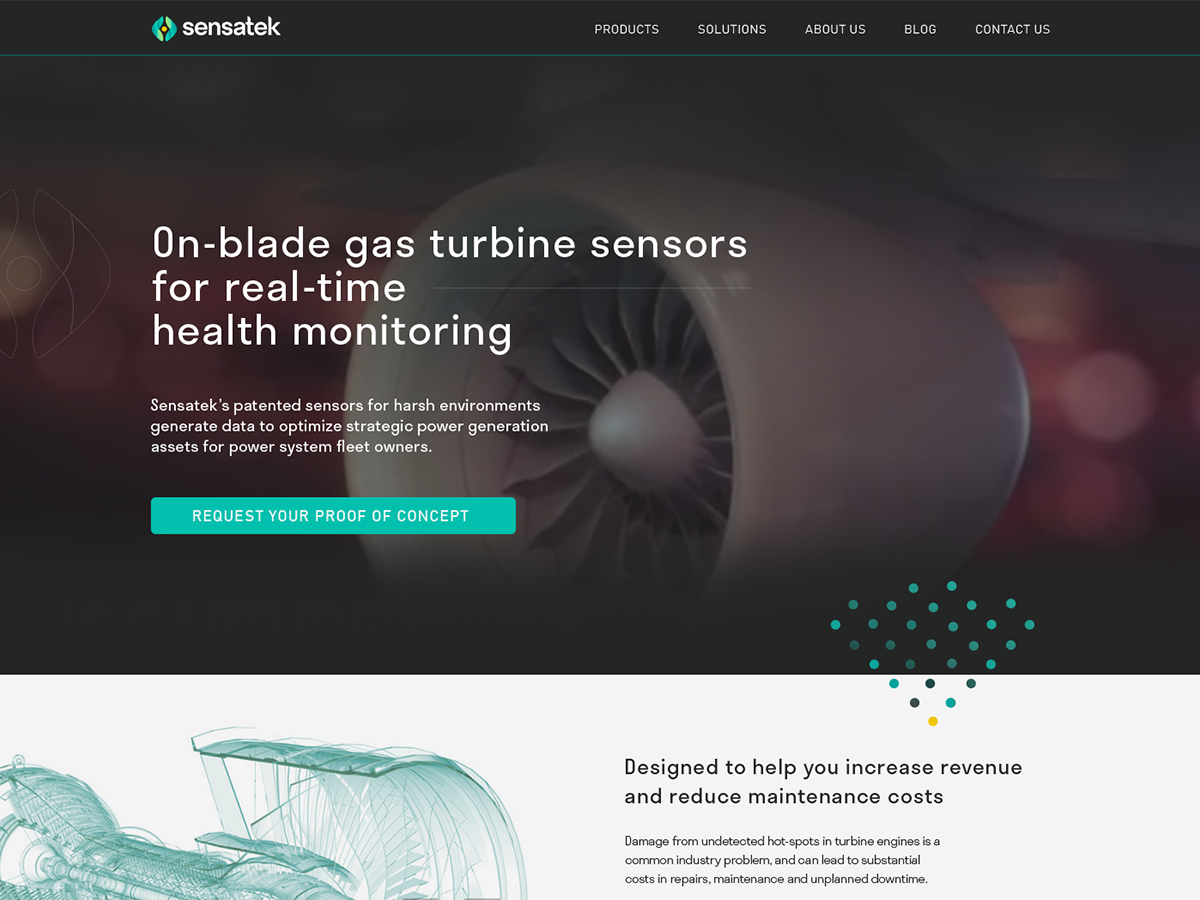 sensatek
PRODUCTS
SOLUTIONS
ABOUT US
BLOG
CONTACT US
On-blade gas turbine sensors
for real-time
health monitoring
Sensatek's patented sensors for harsh environments
generate data to optimize strategic power generation
assets for power system fleet owners.
REQUEST YOUR PROOF OF CONCEPT
Designed to help you increase revenue
and reduce maintenance costs
Damage from undetected hot-spots in turbine engines is a
common industry problem, and can lead to substantial
costs in repairs, maintenance and unplanned downtime.